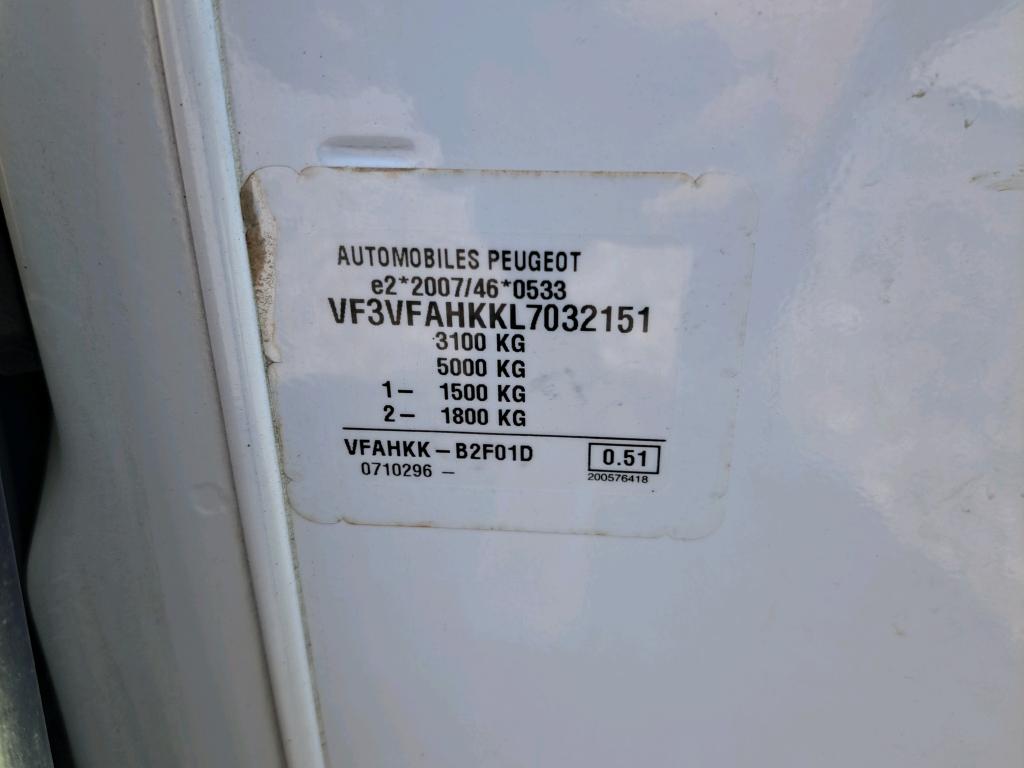 AUTOMOBILES PEUGEOT
e2*2007/46*0533
VF3VFAHKKL7032151
3100 KG
5000 KG
1– 1500 KG
2– 1800 KG
VFAHKK – B2F01D
0.51
0710296 –
200576418